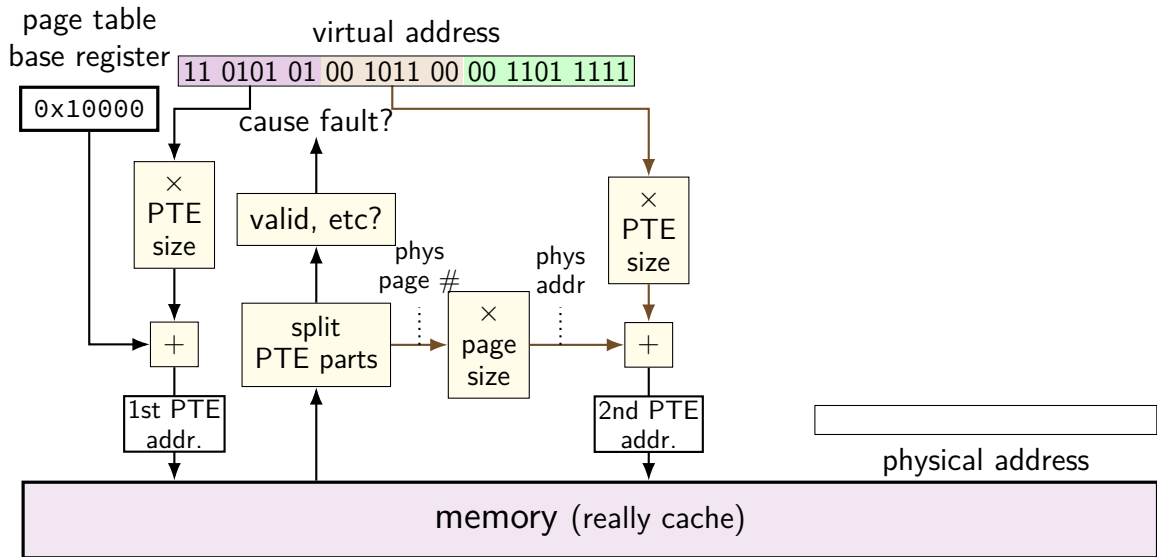 page table
base register
virtual address
11 0101 01 00 1011 00 00 1101 1111
0x10000
cause fault?
×
PTE
size
valid, etc?
×
PTE
size
phys
page #
phys
addr
split
PTE parts
×
page
size
+
+
1st PTE
addr.
2nd PTE
addr.
physical address
memory (really cache)